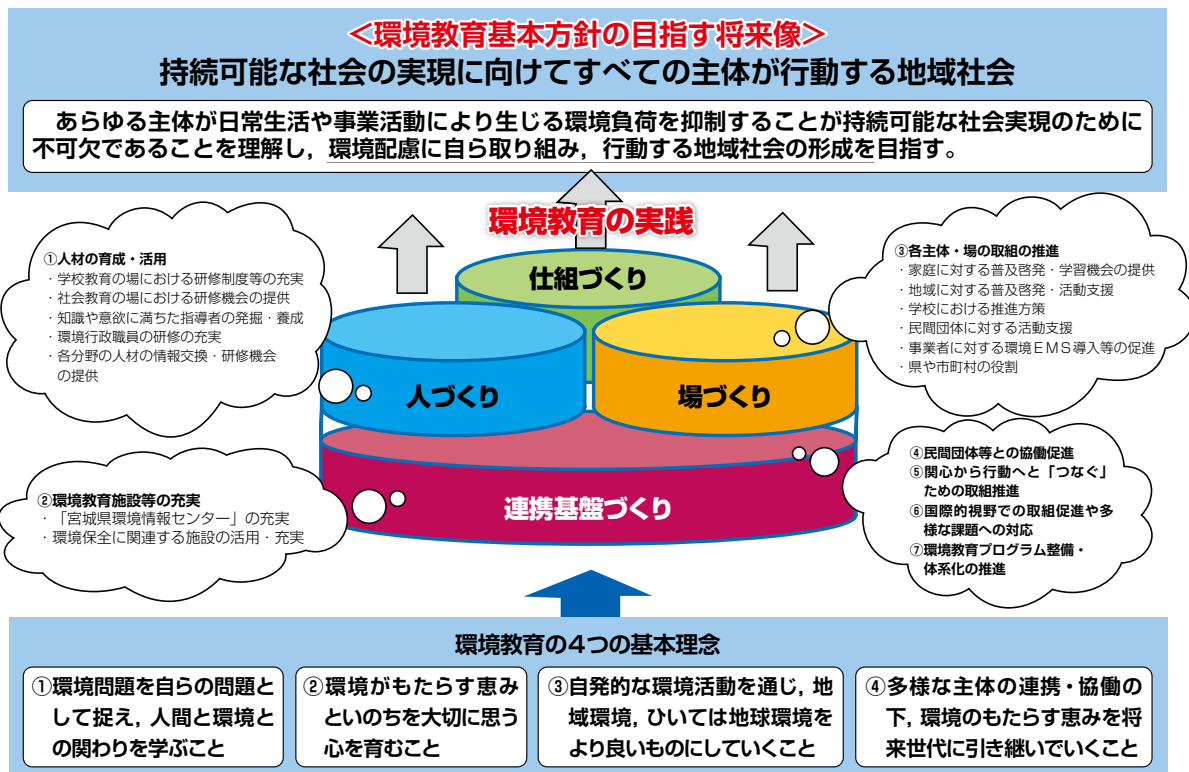 <環境教育基本方針の目指す将来像>
持続可能な社会の実現に向けてすべての主体が行動する地域社会
あらゆる主体が日常生活や事業活動により生じる環境負荷を抑制することが持続可能な社会実現のために
不可欠であることを理解し，環境配慮に自ら取り組み，行動する地域社会の形成を目指す。
環境教育の実践
①人材の育成・活用
・学校教育の場における研修制度等の充実
・社会教育の場における研修機会の提供
・知識や意欲に満ちた指導者の発掘・養成
・環境行政職員の研修の充実
・各分野の人材の情報交換・研修機会
の提供
②環境教育施設等の充実
・「宮城県環境情報センター」の充実
・環境保全に関連する施設の活用・充実
仕組づくり
人づくり
場づくり
連携基盤づくり
③各主体・場の取組の推進
・家庭に対する普及啓発・学習機会の提供
・地域に対する普及啓発・活動支援
・学校における推進方策
・民間団体に対する活動支援
・事業者に対する環境ＥＭＳ導入等の促進
・県や市町村の役割
④民間団体等との協働促進
⑤関心から行動へと「つなぐ」
ための取組推進
⑥国際的視野での取組促進や多
様な課題への対応
⑦環境教育プログラム整備・
体系化の推進
環境教育の4つの基本理念
①環境問題を自らの問題と
して捉え，人間と環境と
の関わりを学ぶこと
②環境がもたらす恵み
といのちを大切に思う
心を育むこと
③自発的な環境活動を通じ，地
域環境，ひいては地球環境を
より良いものにしていくこと
④多様な主体の連携・協働の
下，環境のもたらす恵みを将
来世代に引き継いでいくこと